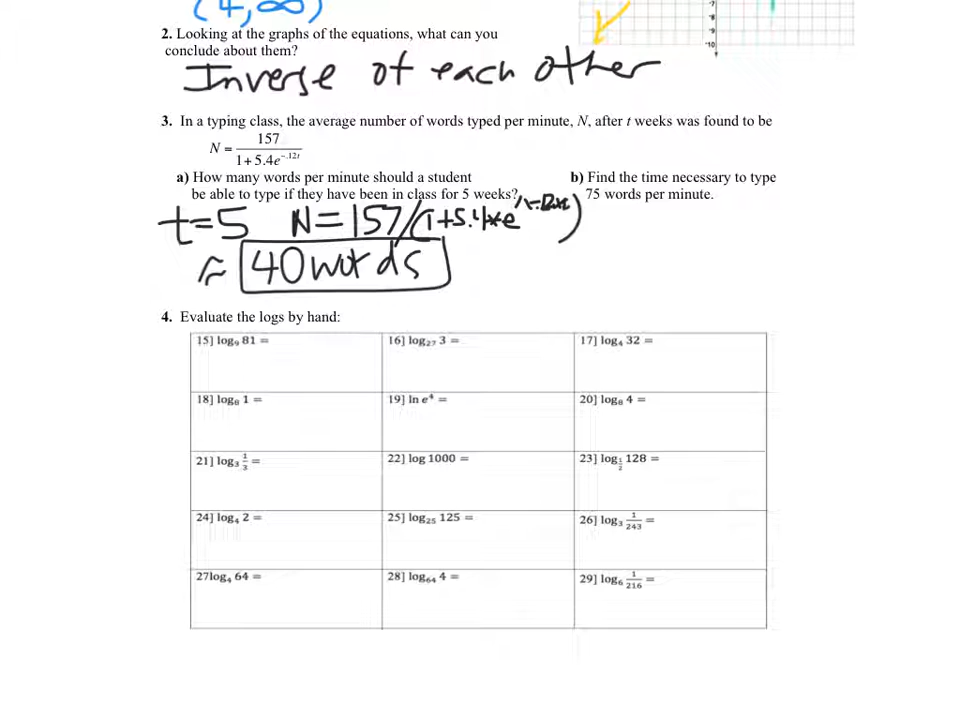 (4,∞)
2. Looking at the graphs of the equations, what can you
conclude about them?
Inverse of each other
3. In a typing class, the average number of words typed per minute, N, after t weeks was found to be
N = 157 / 1 + 5.4e^-.12t
a) How many words per minute should a student
be able to type if they have been in class for 5 weeks?
b) Find the time necessary to type
75 words per minute.
t=5 N=157/(1+5.4*e
≈ 40 words
4. Evaluate the logs by hand:
15] log₉ 81 =
16] log₂₇ 3 =
17] log₄ 32 =
18] log₈ 1 =
19] ln e⁴ =
20] log₈ 4 =
21] log₃ 1/3 =
22] log 1000 =
23] log_1/2 128 =
24] log₄ 2 =
25] log₂₅ 125 =
26] log₃ 1/243 =
27log₄ 64 =
28] log₆₄ 4 =
29] log₆ 1/216 =